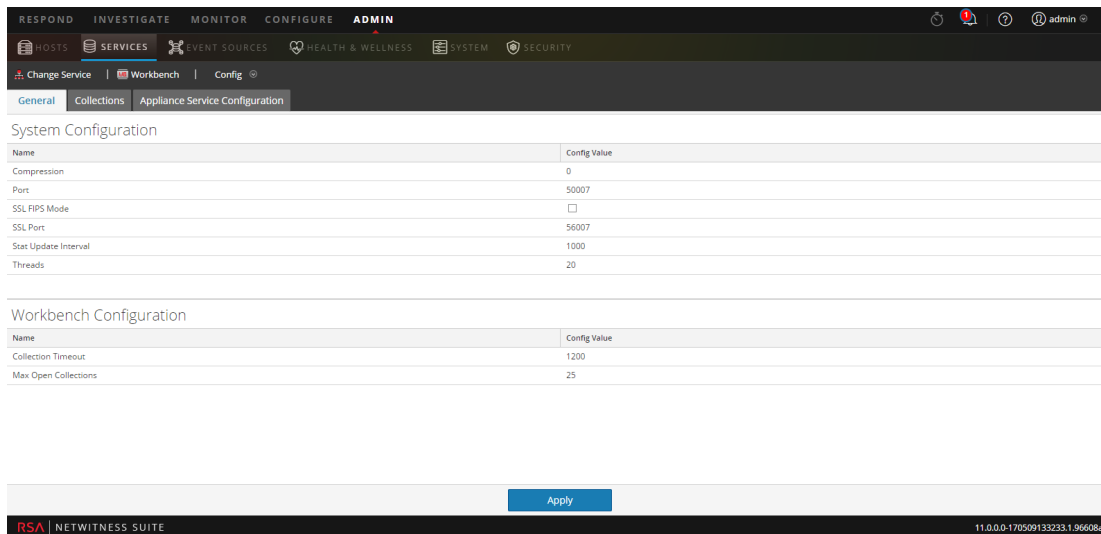 RESPOND INVESTIGATE MONITOR CONFIGURE ADMIN 1 ? admin
HOSTS SERVICES EVENT SOURCES HEALTH & WELLNESS SYSTEM SECURITY
Change Service | Workbench | Config
General Collections Appliance Service Configuration
System Configuration
Name Config Value
Compression 0
Port 50007
SSL FIPS Mode
SSL Port 56007
Stat Update Interval 1000
Threads 20
Workbench Configuration
Name Config Value
Collection Timeout 1200
Max Open Collections 25
Apply
RSA NETWITNESS SUITE 11.0.0.0-170509133233.1.96608